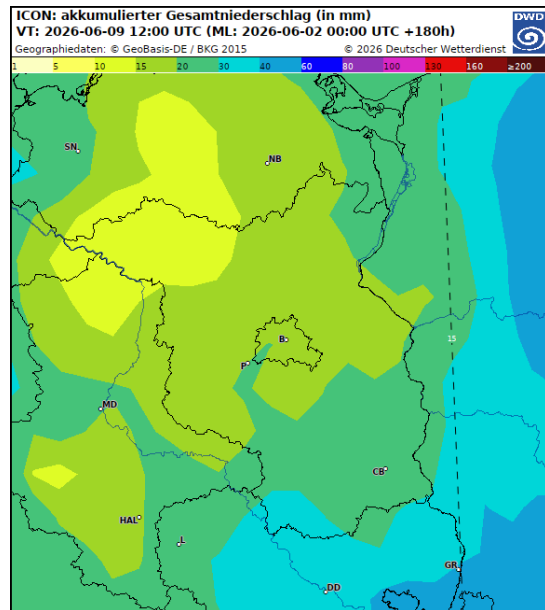 ICON: akkumulierter Gesamtniederschlag (in mm)
VT: 2026-06-09 12:00 UTC (ML: 2026-06-02 00:00 UTC +180h)
Geographiedaten: © GeoBasis-DE / BKG 2015 © 2026 Deutscher Wetterdienst
DWD
1 5 10 15 20 30 40 60 80 100 130 160 ≥200
SN
NB
B
15
P
MD
CB
HAL
L
GR
DD